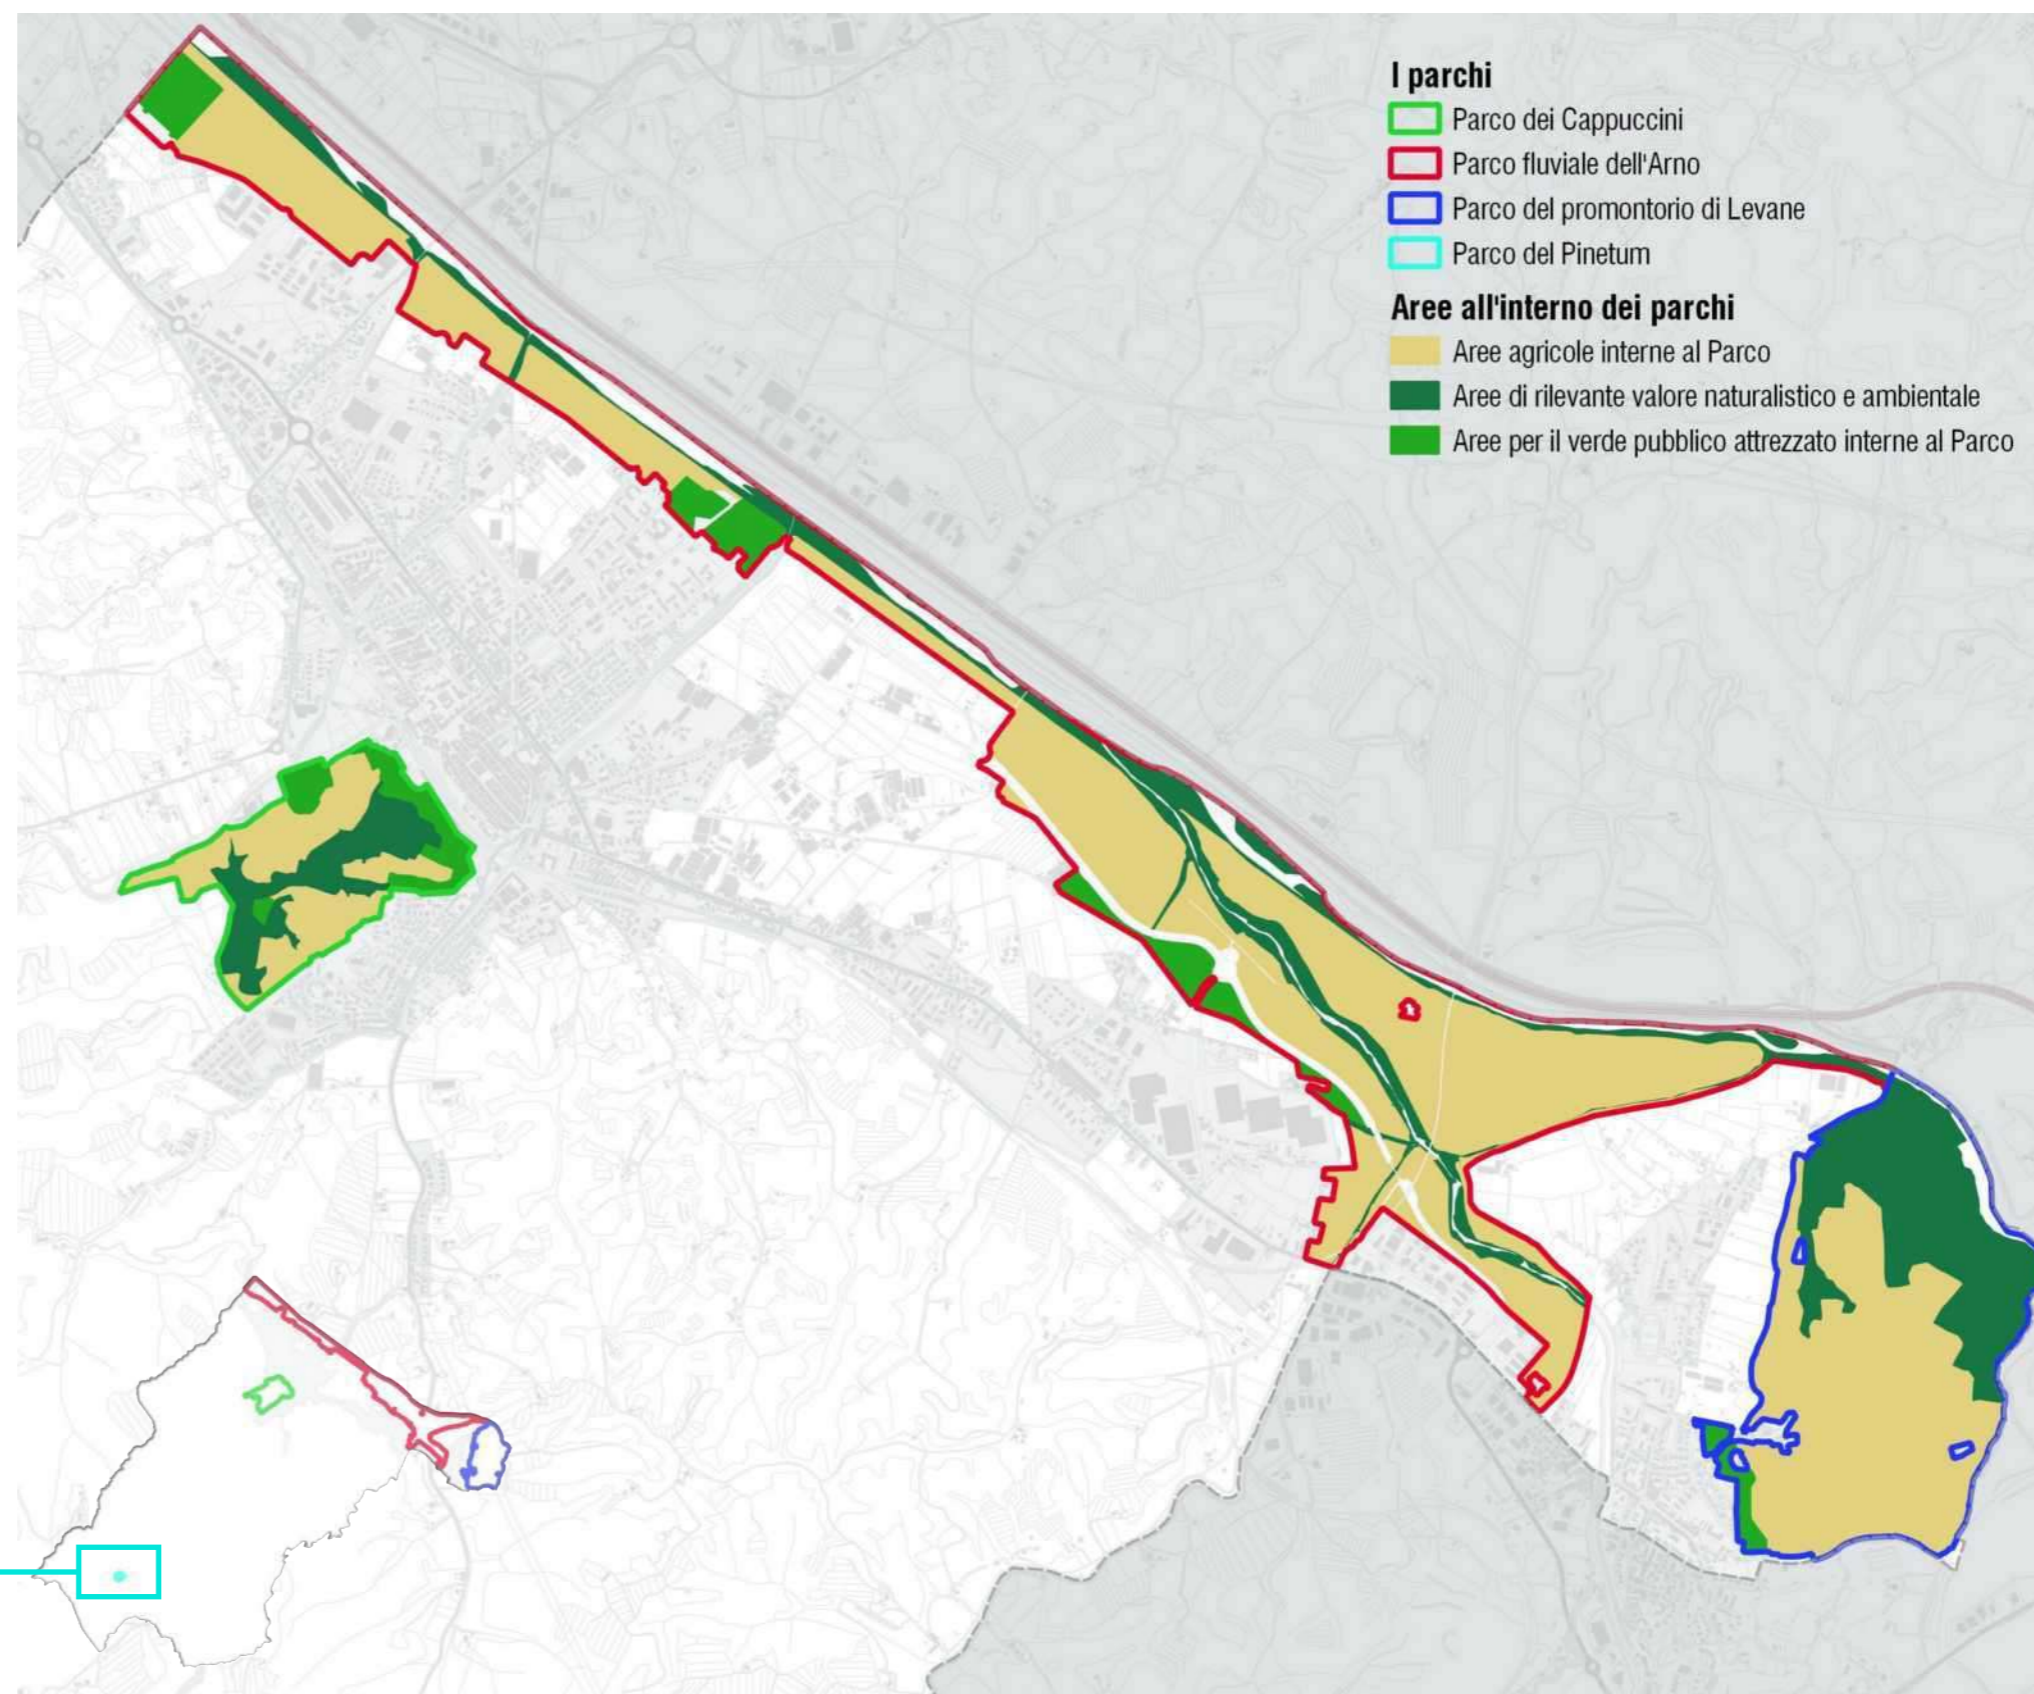 I parchi
Parco dei Cappuccini
Parco fluviale dell'Arno
Parco del promontorio di Levane
Parco del Pinetum
Aree all'interno dei parchi
Aree agricole interne al Parco
Aree di rilevante valore naturalistico e ambientale
Aree per il verde pubblico attrezzato interne al Parco